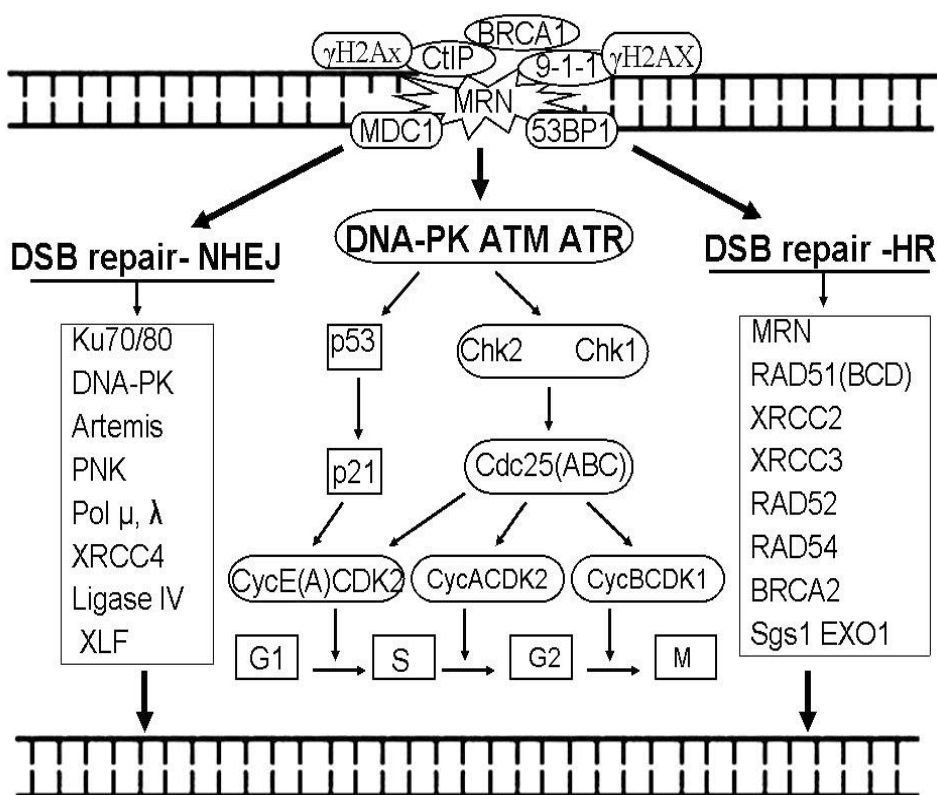 BRCA1
γH2Ax
CtIP
9-1-1
γH2AX
MRN
MDC1
53BP1
DSB repair- NHEJ
DNA-PK ATM ATR
DSB repair -HR
Ku70/80
DNA-PK
Artemis
PNK
Pol µ, λ
XRCC4
Ligase IV
XLF
p53
Chk2 Chk1
p21
Cdc25(ABC)
CycE(A)CDK2
CycACDK2
CycBCDK1
G1
S
G2
M
MRN
RAD51(BCD)
XRCC2
XRCC3
RAD52
RAD54
BRCA2
Sgs1 EXO1